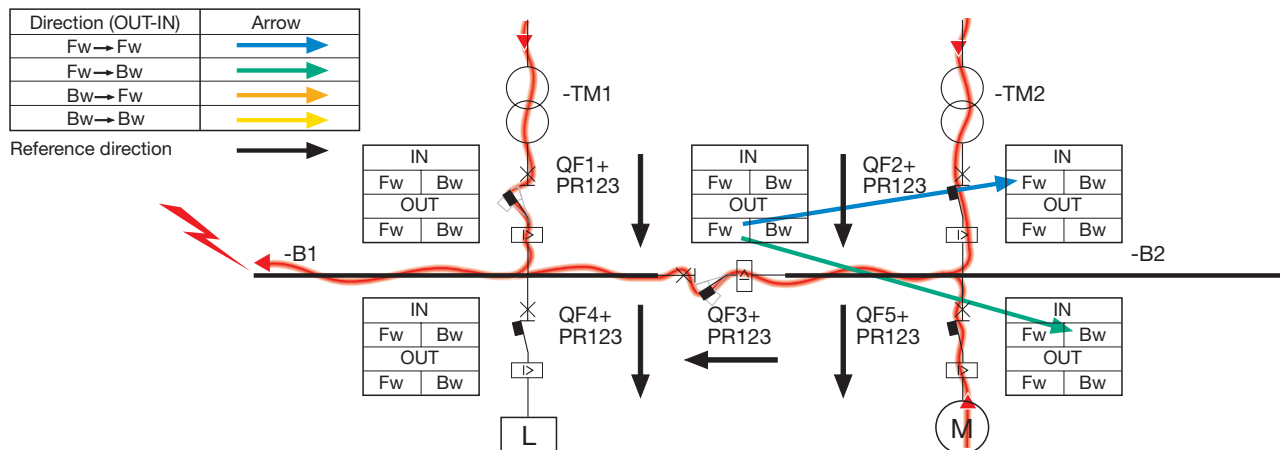 Direction (OUT-IN) Arrow
Fw→Fw
Fw→Bw
Bw→Fw
Bw→Bw
Reference direction
-TM1
-TM2
IN
Fw Bw
OUT
Fw Bw
QF1+
PR123
IN
Fw Bw
OUT
Fw Bw
QF2+
PR123
IN
Fw Bw
OUT
Fw Bw
-B1
-B2
IN
Fw Bw
OUT
Fw Bw
QF4+
PR123
QF3+
PR123
QF5+
PR123
IN
Fw Bw
OUT
Fw Bw
I>
I>
I>
I>
I>
L
M